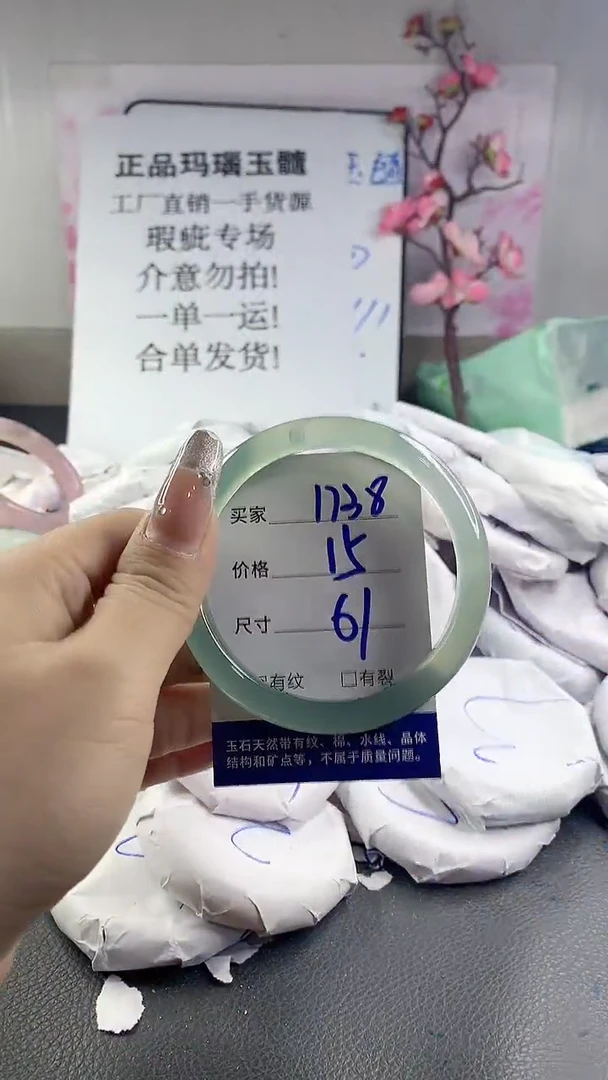 正品玛瑙玉髓
工厂直销一手货源
瑕疵专场
介意勿拍!
一单一运!
合单发货!
玉髓
买家 1738
价格 15
尺寸 61
有纹 □有裂
玉石天然带有纹、棉、水线、晶体
结构和矿点等，不属于质量问题。